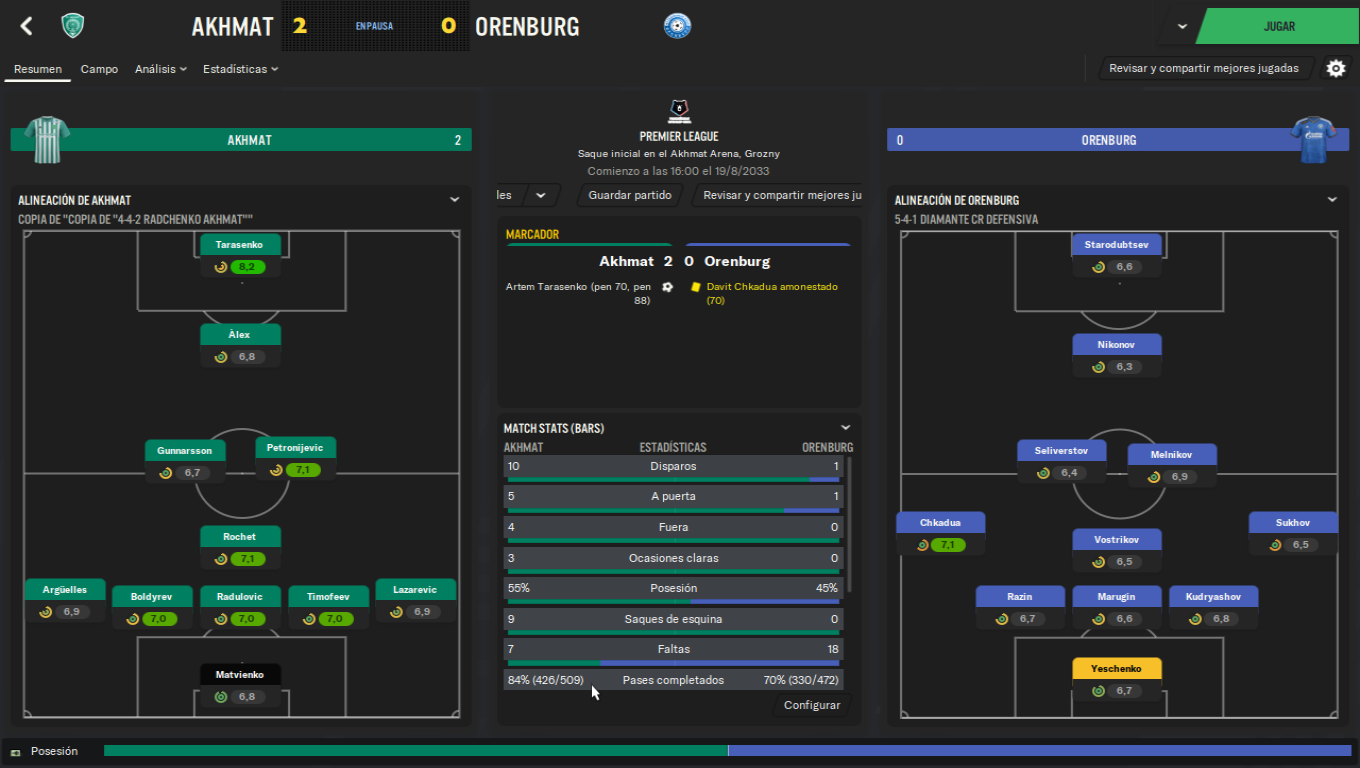 AKHMAT 2 EN PAUSA 0 ORENBURG
JUGAR
Resumen Campo Análisis Estadísticas
Revisar y compartir mejores jugadas
AKHMAT 2
PREMIER LEAGUE
Saque inicial en el Akhmat Arena, Grozny
Comienzo a las 16:00 el 19/8/2033
les Guardar partido Revisar y compartir mejores ju
0 ORENBURG
ALINEACIÓN DE AKHMAT
COPIA DE "COPIA DE "4-4-2 RADCHENKO AKHMAT""
Tarasenko
8,2
Àlex
6,8
Gunnarsson
6,7
Petronijevic
7,1
Rochet
7,1
Argüelles
6,9
Boldyrev
7,0
Radulovic
7,0
Timofeev
7,0
Lazarevic
6,9
Matvienko
6,8
MARCADOR
Akhmat 2 0 Orenburg
Artem Tarasenko (pen 70, pen
88)
Davit Chkadua amonestado
(70)
MATCH STATS (BARS)
AKHMAT ESTADÍSTICAS ORENBURG
10 Disparos 1
5 A puerta 1
4 Fuera 0
3 Ocasiones claras 0
55% Posesión 45%
9 Saques de esquina 0
7 Faltas 18
84% (426/509) Pases completados 70% (330/472)
Configurar
ALINEACIÓN DE ORENBURG
5-4-1 DIAMANTE CR DEFENSIVA
Starodubtsev
6,6
Nikonov
6,3
Seliverstov
6,4
Melnikov
6,9
Chkadua
7,1
Vostrikov
6,5
Sukhov
6,5
Razin
6,7
Marugin
6,6
Kudryashov
6,8
Yeschenko
6,7
Posesión